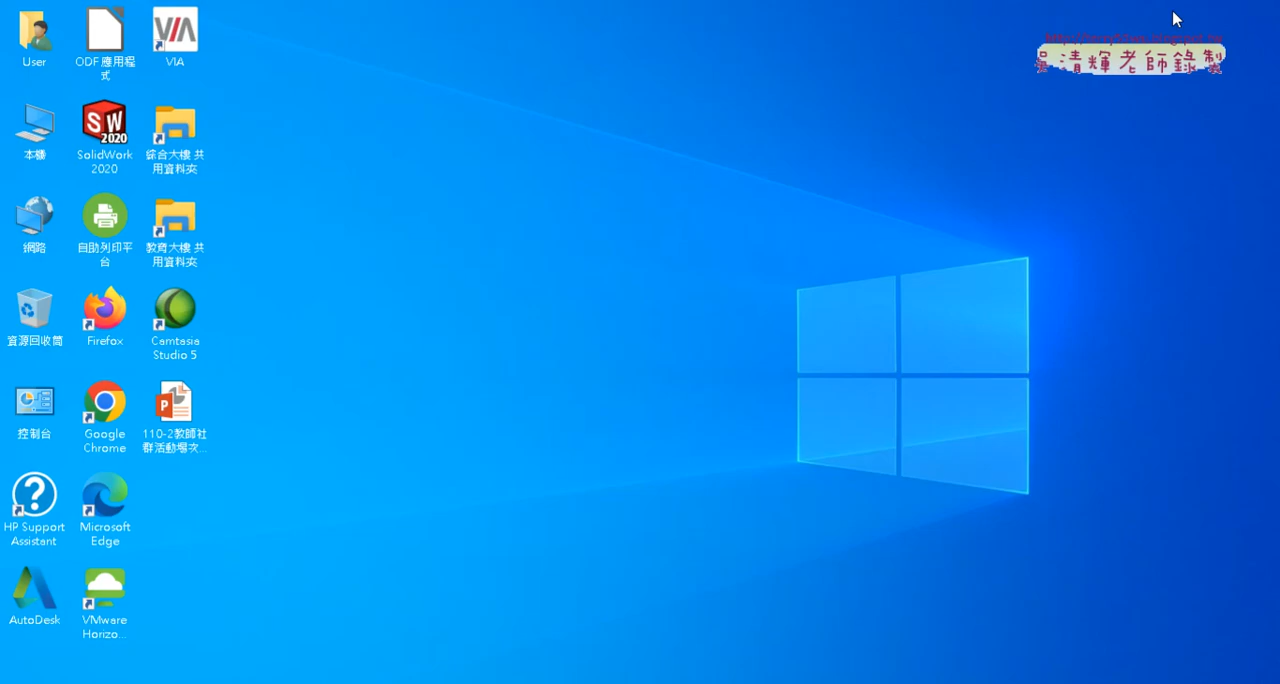 User
ODF 應用程
式
VIA
本機
SW
2020
SolidWork
2020
綜合大樓 共
用資料夾
網路
自助列印平
台
教育大樓 共
用資料夾
資源回收筒
Firefox
Camtasia
Studio 5
控制台
Google
Chrome
P
110-2教師社
群活動場次...
HP Support
Assistant
Microsoft
Edge
AutoDesk
VMware
Horizo...
吳清輝老師錄製